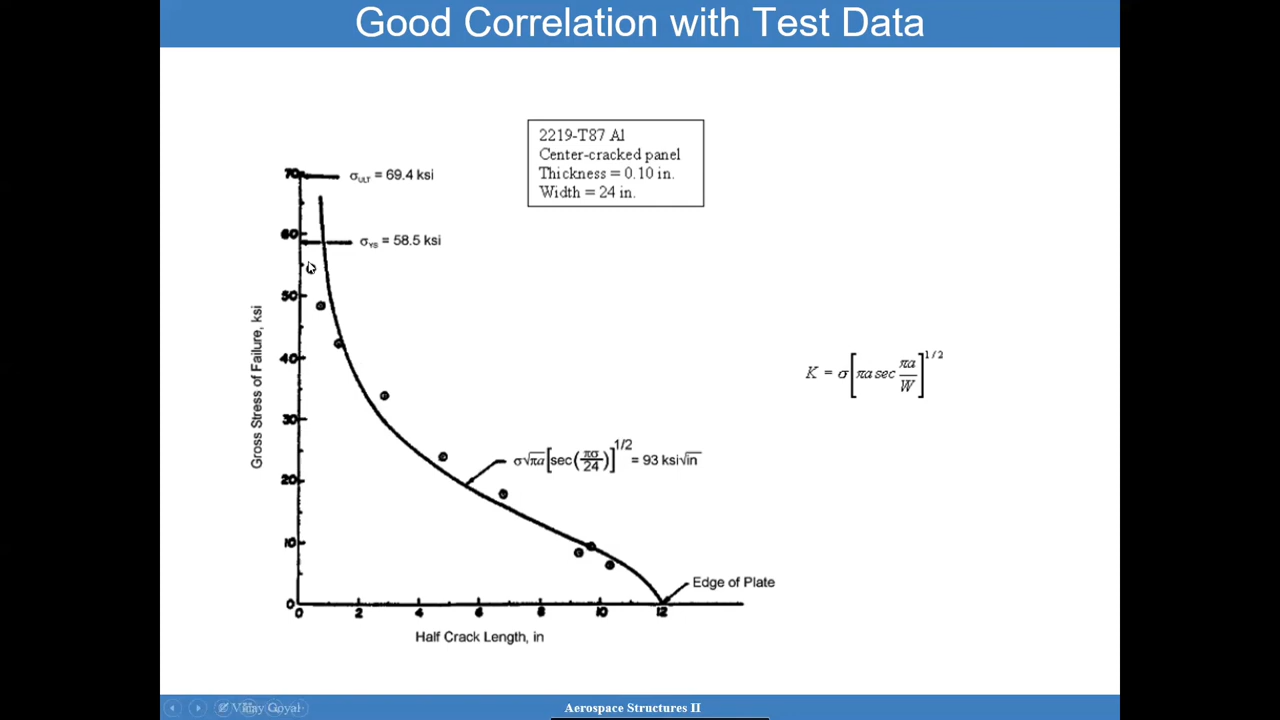 Good Correlation with Test Data
2219-T87 Al
Center-cracked panel
Thickness = 0.10 in.
Width = 24 in.
70
σULT = 69.4 ksi
60
σYS = 58.5 ksi
50
40
30
20
10
0
Gross Stress of Failure, ksi
K = σ[πa sec πa/W]^1/2
σ√πa[sec(πσ/24)]^1/2 = 93 ksi√in
Edge of Plate
0 2 4 6 8 10 12
Half Crack Length, in
Vijay Goyal
Aerospace Structures II